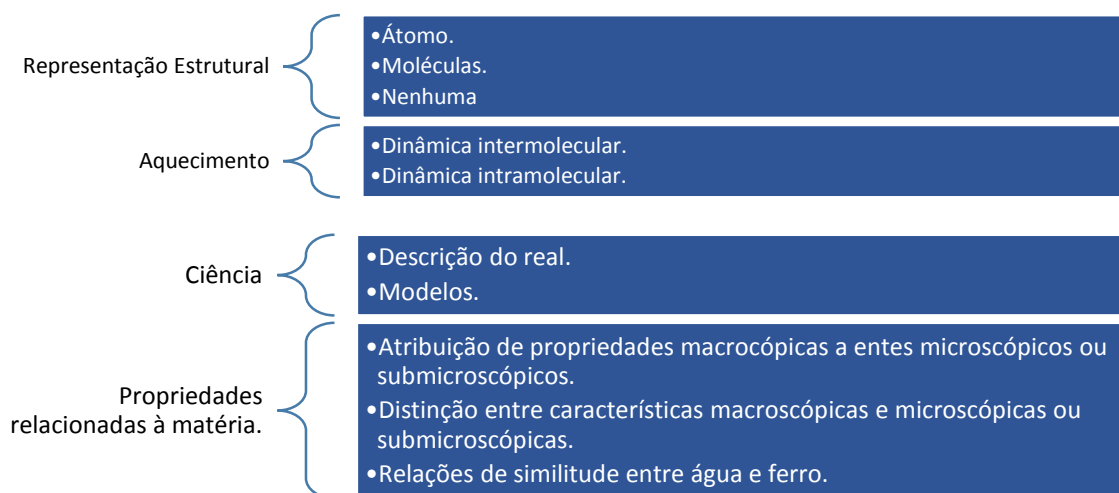 Representação Estrutural
•Átomo.
•Moléculas.
•Nenhuma
Aquecimento
•Dinâmica intermolecular.
•Dinâmica intramolecular.
Ciência
•Descrição do real.
•Modelos.
Propriedades
relacionadas à matéria.
•Atribuição de propriedades macrocópicas a entes microscópicos ou
submicroscópicos.
•Distinção entre características macroscópicas e microscópicas ou
submicroscópicas.
•Relações de similitude entre água e ferro.